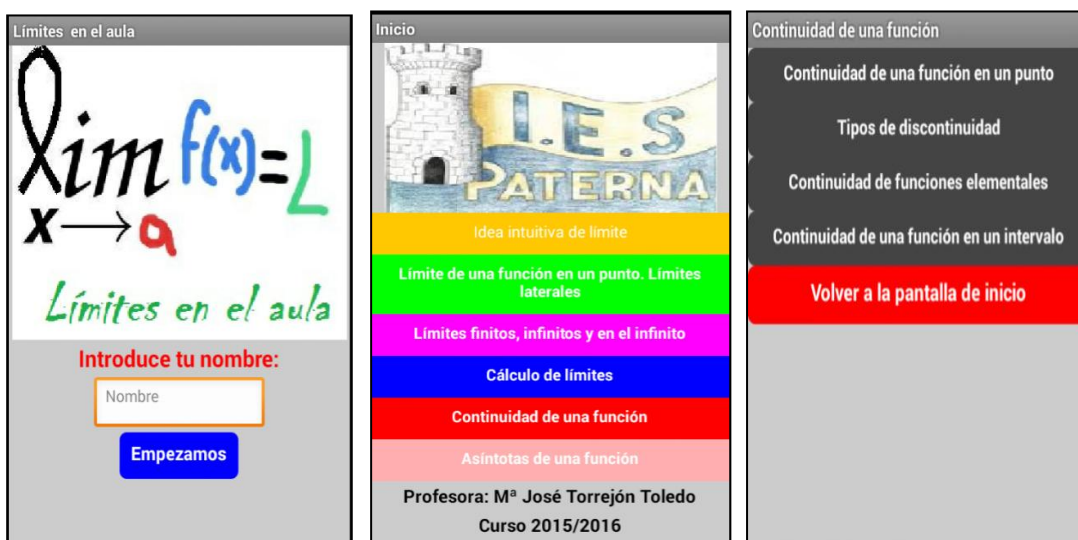 Límites en el aula
lim f(x)=L
x→a
Límites en el aula
Introduce tu nombre:
Nombre
Empezamos
Inicio
I.E.S
PATERNA
Idea intuitiva de límite
Límite de una función en un punto. Límites
laterales
Límites finitos, infinitos y en el infinito
Cálculo de límites
Continuidad de una función
Asíntotas de una función
Profesora: Mª José Torrejón Toledo
Curso 2015/2016
Continuidad de una función
Continuidad de una función en un punto
Tipos de discontinuidad
Continuidad de funciones elementales
Continuidad de una función en un intervalo
Volver a la pantalla de inicio